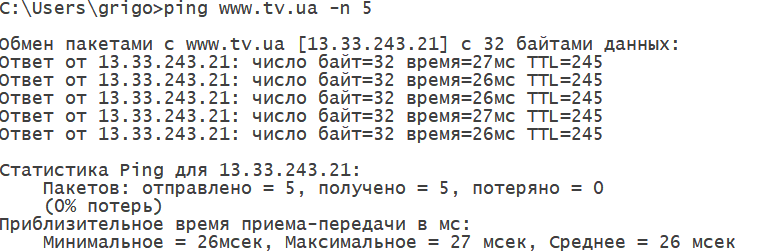 C:\Users\grigo>ping www.tv.ua -n 5
Обмен пакетами с www.tv.ua [13.33.243.21] с 32 байтами данных:
Ответ от 13.33.243.21: число байт=32 время=27мс TTL=245
Ответ от 13.33.243.21: число байт=32 время=26мс TTL=245
Ответ от 13.33.243.21: число байт=32 время=26мс TTL=245
Ответ от 13.33.243.21: число байт=32 время=27мс TTL=245
Ответ от 13.33.243.21: число байт=32 время=26мс TTL=245
Статистика Ping для 13.33.243.21:
Пакетов: отправлено = 5, получено = 5, потеряно = 0
(0% потерь)
Приблизительное время приема-передачи в мс:
Минимальное = 26мсек, Максимальное = 27 мсек, Среднее = 26 мсек